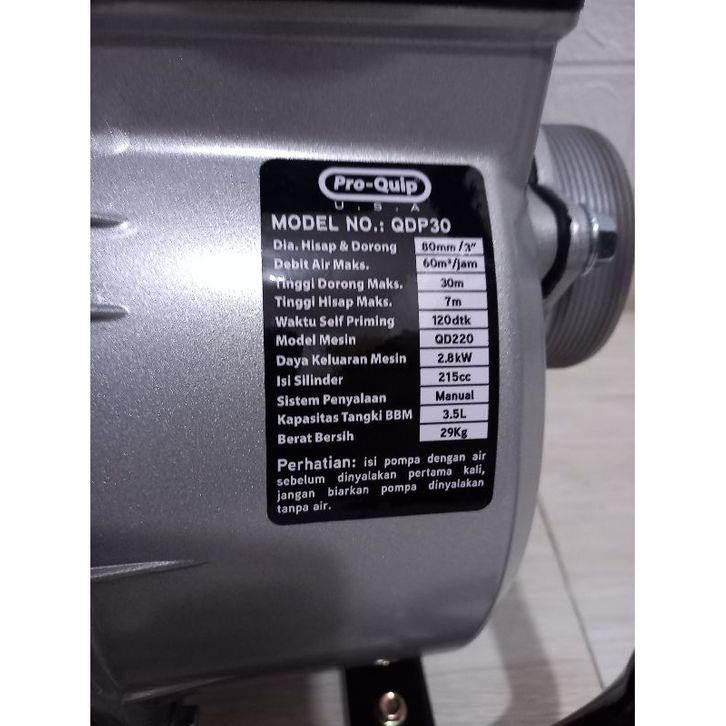 Pro-Quip
U.S.A
MODEL NO.: QDP30
Dia. Hisap & Dorong 80mm/3"
Debit Air Maks. 60m³/jam
Tinggi Dorong Maks. 30m
Tinggi Hisap Maks. 7m
Waktu Self Priming 120dtk
Model Mesin QD220
Daya Keluaran Mesin 2.8kW
Isi Silinder 215cc
Sistem Penyalaan Manual
Kapasitas Tangki BBM 3.5L
Berat Bersih 29Kg
Perhatian: isi pompa dengan air
sebelum dinyalakan pertama kali,
jangan biarkan pompa dinyalakan
tanpa air.